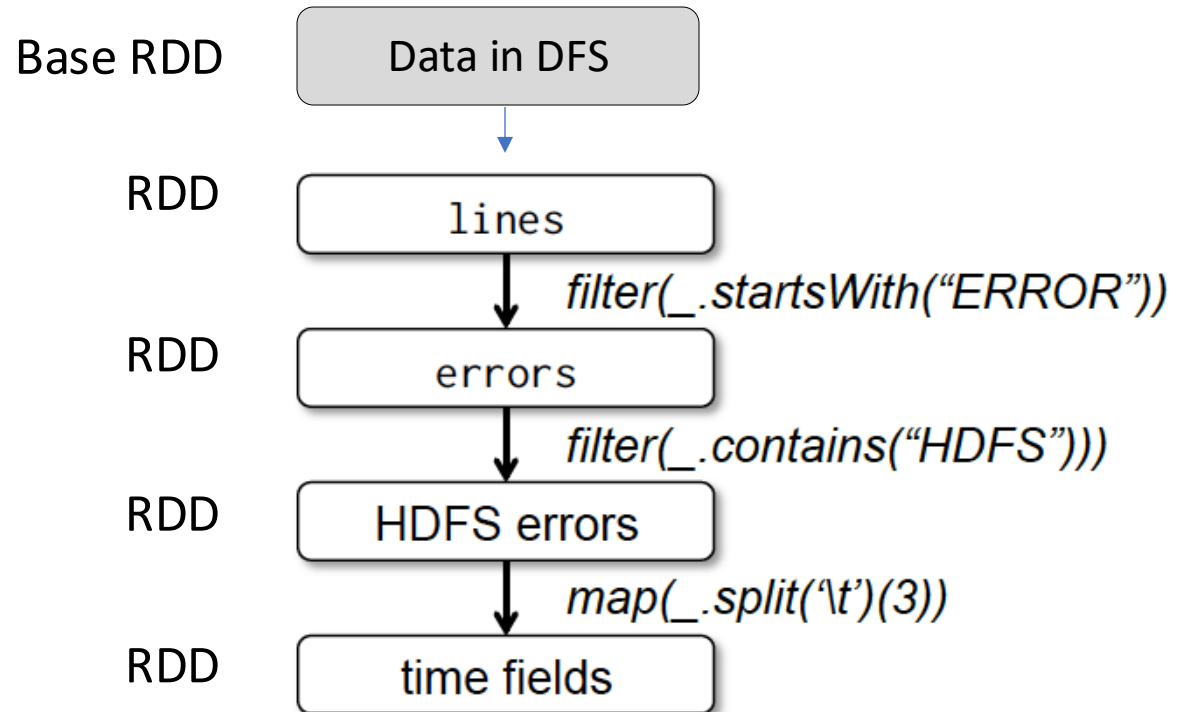 Base RDD
Data in DFS
RDD
lines
filter(_.startsWith(“ERROR”))
RDD
errors
filter(_.contains(“HDFS”)))
RDD
HDFS errors
map(_.split(‘\t’)(3))
RDD
time fields